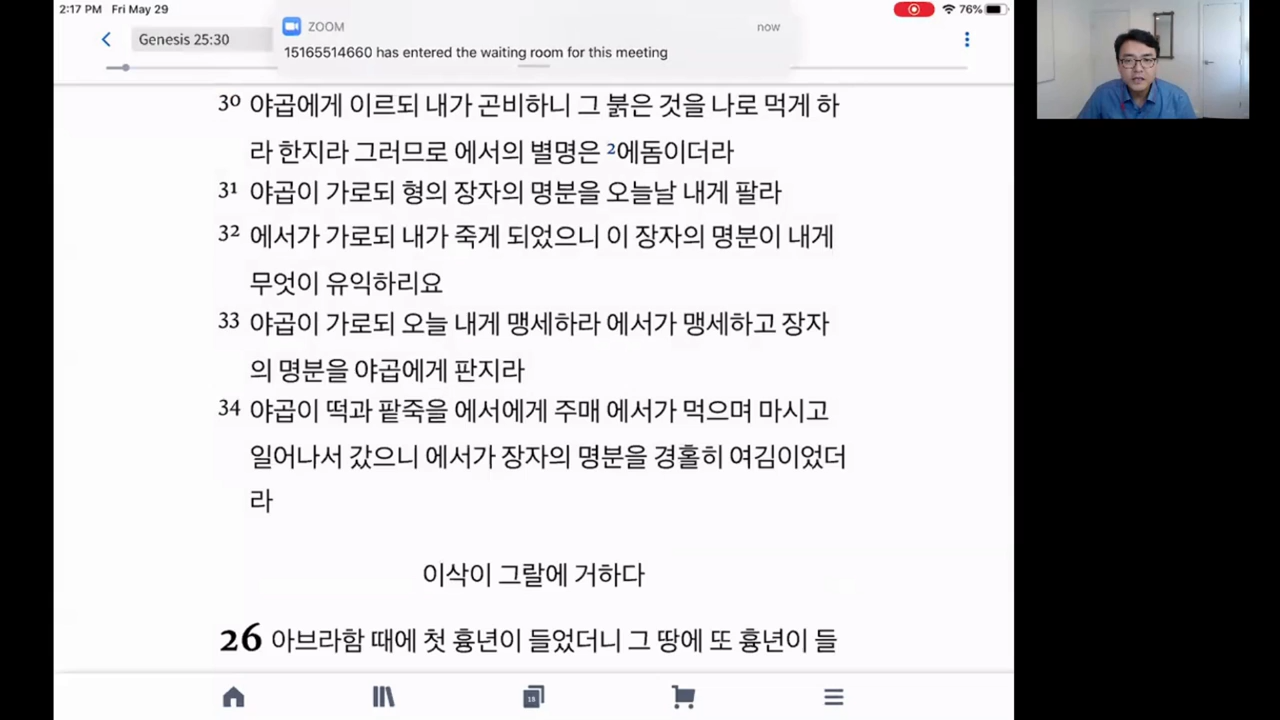 2:17 PM Fri May 29
76%
ZOOM
now
15165514660 has entered the waiting room for this meeting
Genesis 25:30
30 야곱에게 이르되 내가 곤비하니 그 붉은 것을 나로 먹게 하
라 한지라 그러므로 에서의 별명은 2에돔이더라
31 야곱이 가로되 형의 장자의 명분을 오늘날 내게 팔라
32 에서가 가로되 내가 죽게 되었으니 이 장자의 명분이 내게
무엇이 유익하리요
33 야곱이 가로되 오늘 내게 맹세하라 에서가 맹세하고 장자
의 명분을 야곱에게 판지라
34 야곱이 떡과 팥죽을 에서에게 주매 에서가 먹으며 마시고
일어나서 갔으니 에서가 장자의 명분을 경홀히 여김이었더
라
이삭이 그랄에 거하다
26 아브라함 때에 첫 흉년이 들었더니 그 땅에 또 흉년이 들
15